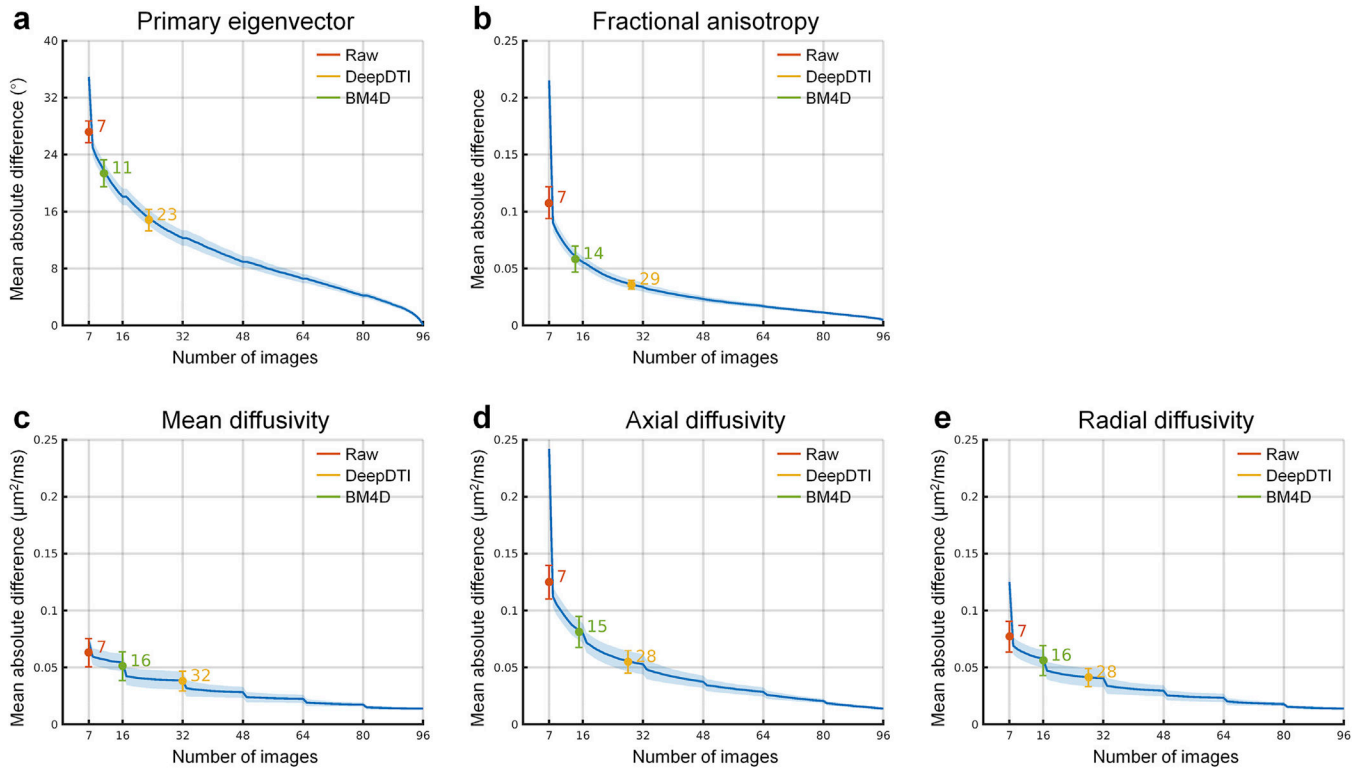 a Primary eigenvector
Mean absolute difference (°)
40
32
24
16
8
0
Raw
DeepDTI
BM4D
7
11
23
7 16 32 48 64 80 96
Number of images
b Fractional anisotropy
Mean absolute difference
0.25
0.2
0.15
0.1
0.05
0
Raw
DeepDTI
BM4D
7
14
29
7 16 32 48 64 80 96
Number of images
c Mean diffusivity
Mean absolute difference (μm²/ms)
0.25
0.2
0.15
0.1
0.05
0
Raw
DeepDTI
BM4D
7
16
32
7 16 32 48 64 80 96
Number of images
d Axial diffusivity
Mean absolute difference (μm²/ms)
0.25
0.2
0.15
0.1
0.05
0
Raw
DeepDTI
BM4D
7
15
28
7 16 32 48 64 80 96
Number of images
e Radial diffusivity
Mean absolute difference (μm²/ms)
0.25
0.2
0.15
0.1
0.05
0
Raw
DeepDTI
BM4D
7
16
28
7 16 32 48 64 80 96
Number of images